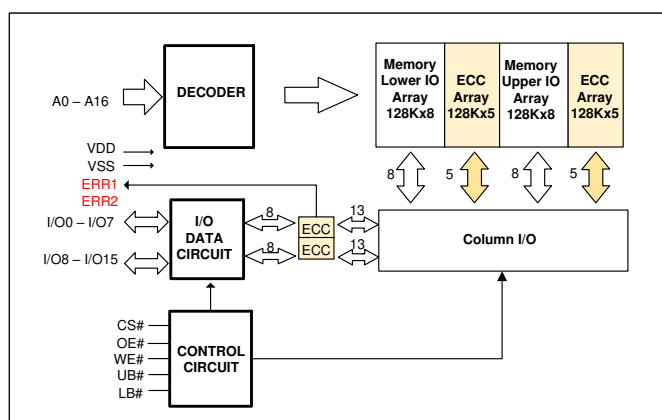 DECODER
A0 – A16
Memory
Lower IO
Array
128Kx8
ECC
Array
128Kx5
Memory
Upper IO
Array
128Kx8
ECC
Array
128Kx5
VDD
VSS
ERR1
ERR2
8
5
8
5
I/O0 – I/O7
I/O8 – I/O15
I/O
DATA
CIRCUIT
8
8
ECC
ECC
13
13
Column I/O
CS#
OE#
WE#
UB#
LB#
CONTROL
CIRCUIT